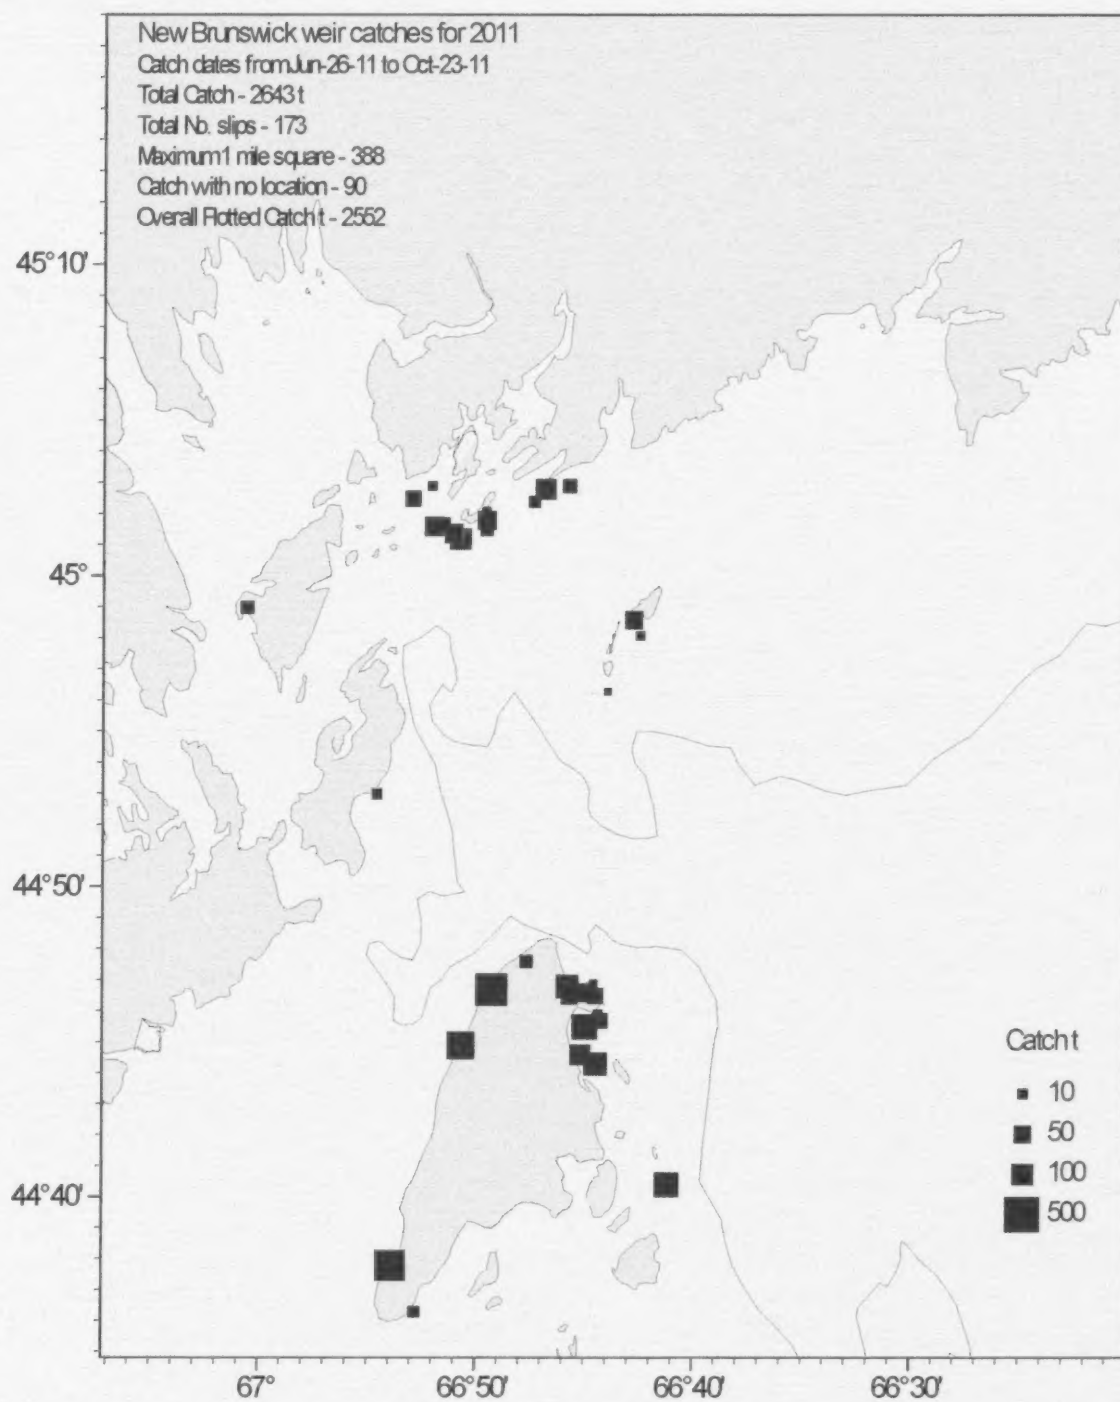 New Brunswick weir catches for 2011
Catch dates from Jun-26-11 to Oct-23-11
Total Catch - 2643 t
Total No. slips - 173
Maximum 1 mile square - 388
Catch with no location - 90
Overall Plotted Catch t - 2552
45°10'
45°
44°50'
44°40'
Catch t
10
50
100
500
67°
66°50'
66°40'
66°30'